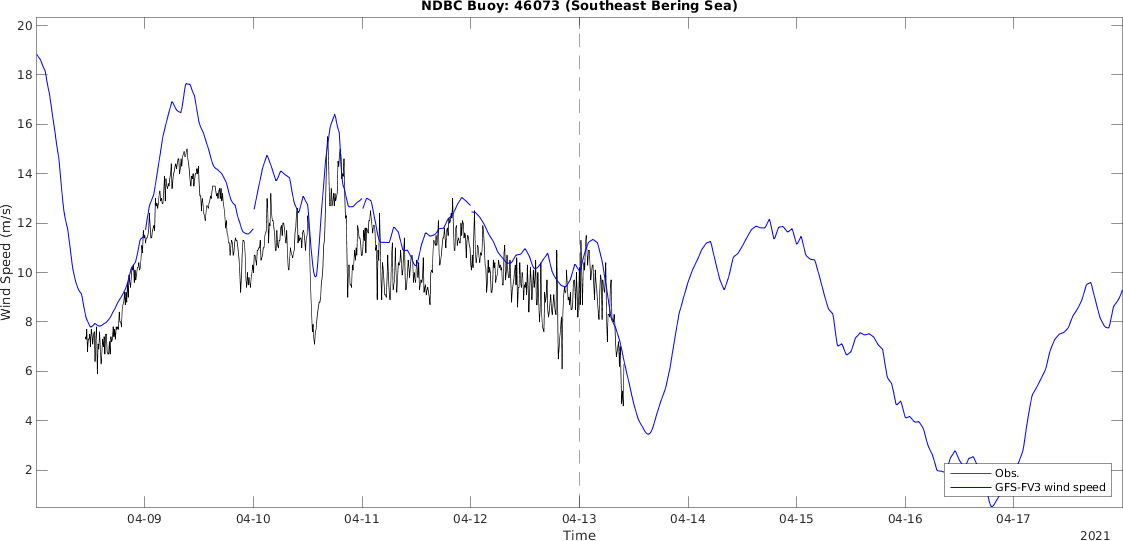 NDBC Buoy: 46073 (Southeast Bering Sea)
20
18
16
14
12
10
8
6
4
2
Wind Speed (m/s)
Obs.
GFS-FV3 wind speed
04-09 04-10 04-11 04-12 04-13 04-14 04-15 04-16 04-17
Time
2021